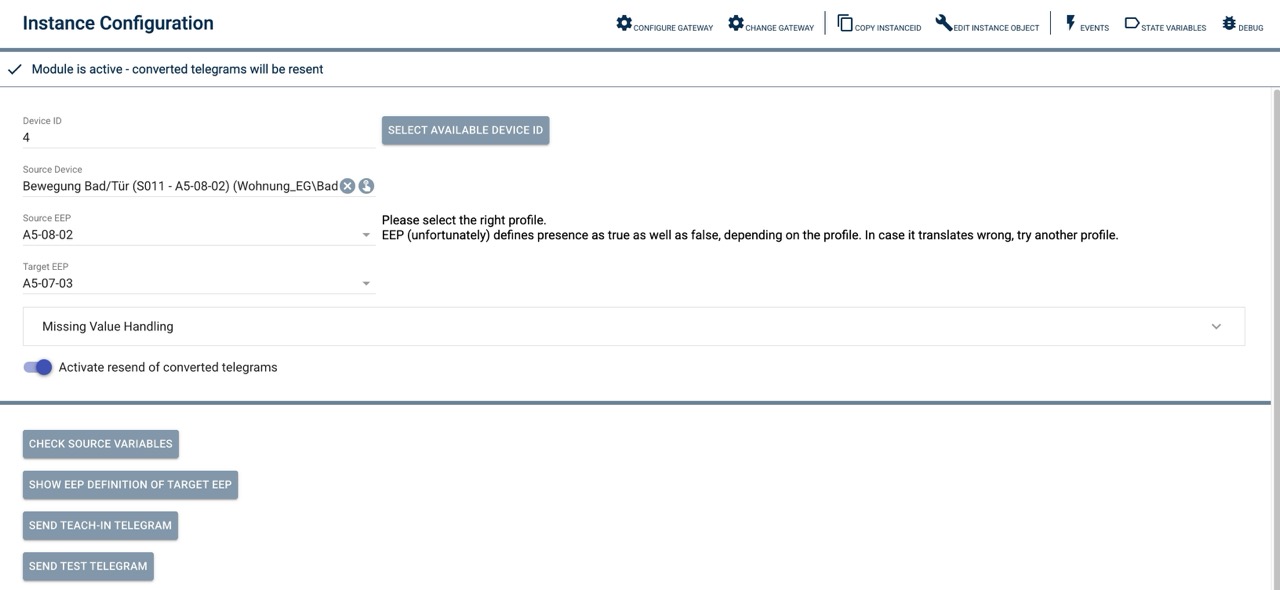 Instance Configuration
CONFIGURE GATEWAY
CHANGE GATEWAY
COPY INSTANCEID
EDIT INSTANCE OBJECT
EVENTS
STATE VARIABLES
DEBUG
Module is active - converted telegrams will be resent
Device ID
4
SELECT AVAILABLE DEVICE ID
Source Device
Bewegung Bad/Tür (S011 - A5-08-02) (Wohnung_EG\Bad
Source EEP
A5-08-02
Please select the right profile.
EEP (unfortunately) defines presence as true as well as false, depending on the profile. In case it translates wrong, try another profile.
Target EEP
A5-07-03
Missing Value Handling
Activate resend of converted telegrams
CHECK SOURCE VARIABLES
SHOW EEP DEFINITION OF TARGET EEP
SEND TEACH-IN TELEGRAM
SEND TEST TELEGRAM